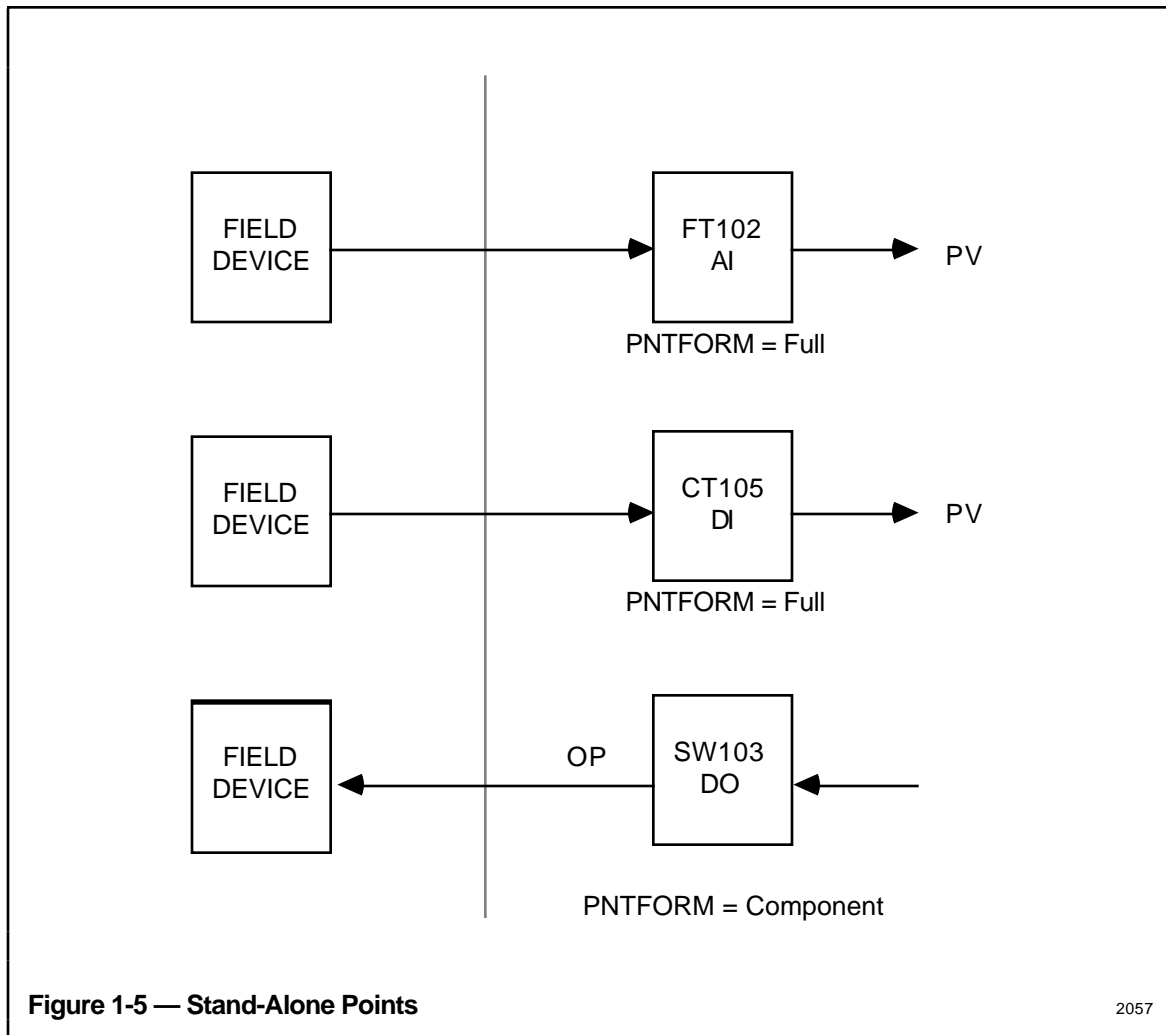 FIELD
DEVICE
FT102
AI
PV
PNTFORM = Full
FIELD
DEVICE
CT105
DI
PV
PNTFORM = Full
FIELD
DEVICE
OP
SW103
DO
PNTFORM = Component
Figure 1-5 — Stand-Alone Points
2057